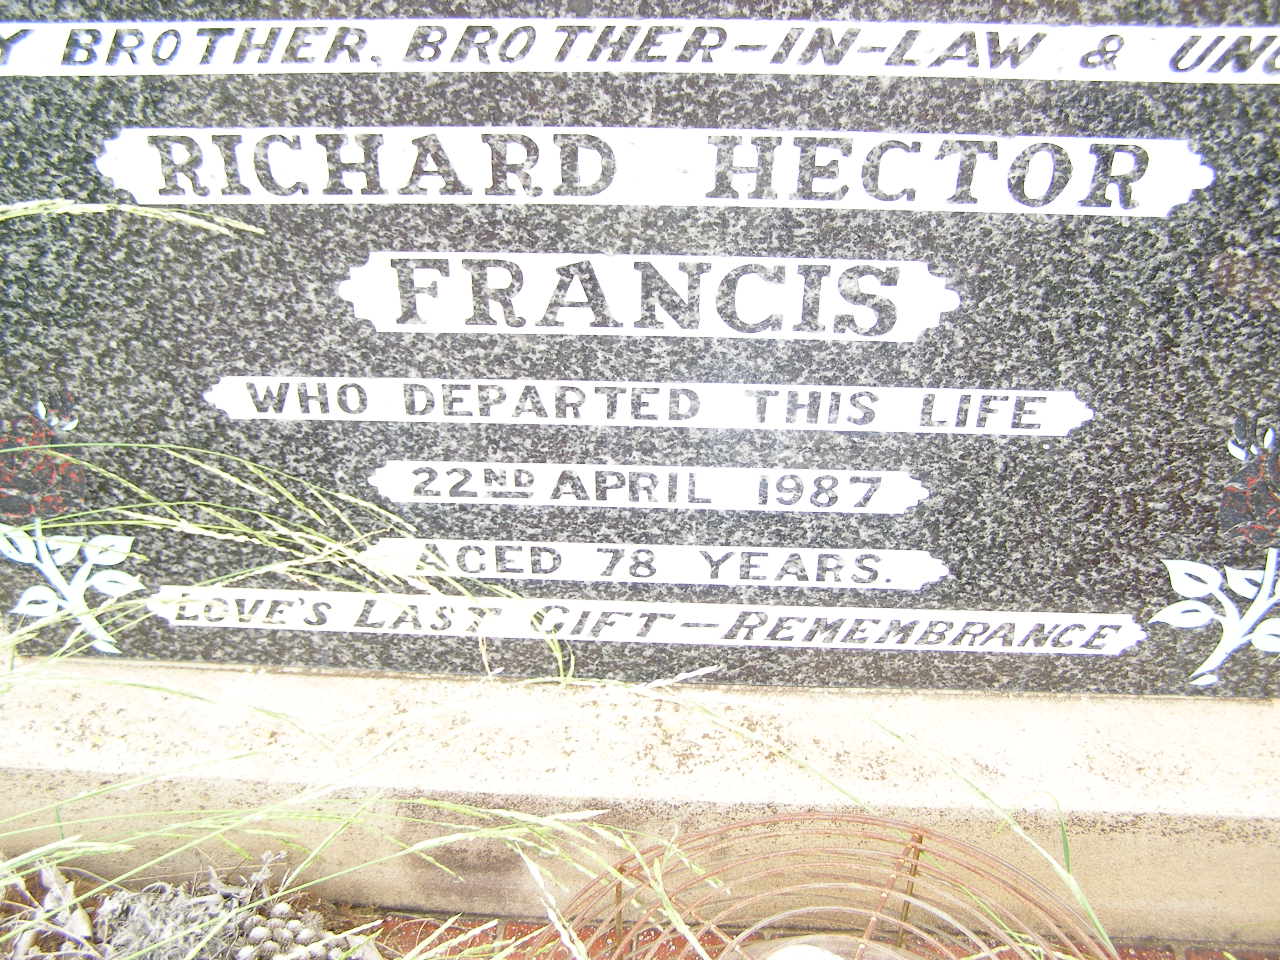 Y BROTHER, BROTHER-IN-LAW & UNC
RICHARD HECTOR
FRANCIS
WHO DEPARTED THIS LIFE
22ND APRIL 1987
AGED 78 YEARS.
LOVE'S LAST GIFT-REMEMBRANCE